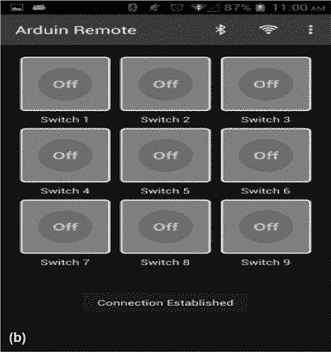 87% 11:00 AM
Arduin Remote
Off Off Off
Switch 1 Switch 2 Switch 3
Off Off Off
Switch 4 Switch 5 Switch 6
Off Off Off
Switch 7 Switch 8 Switch 9
Connection Established
(b)